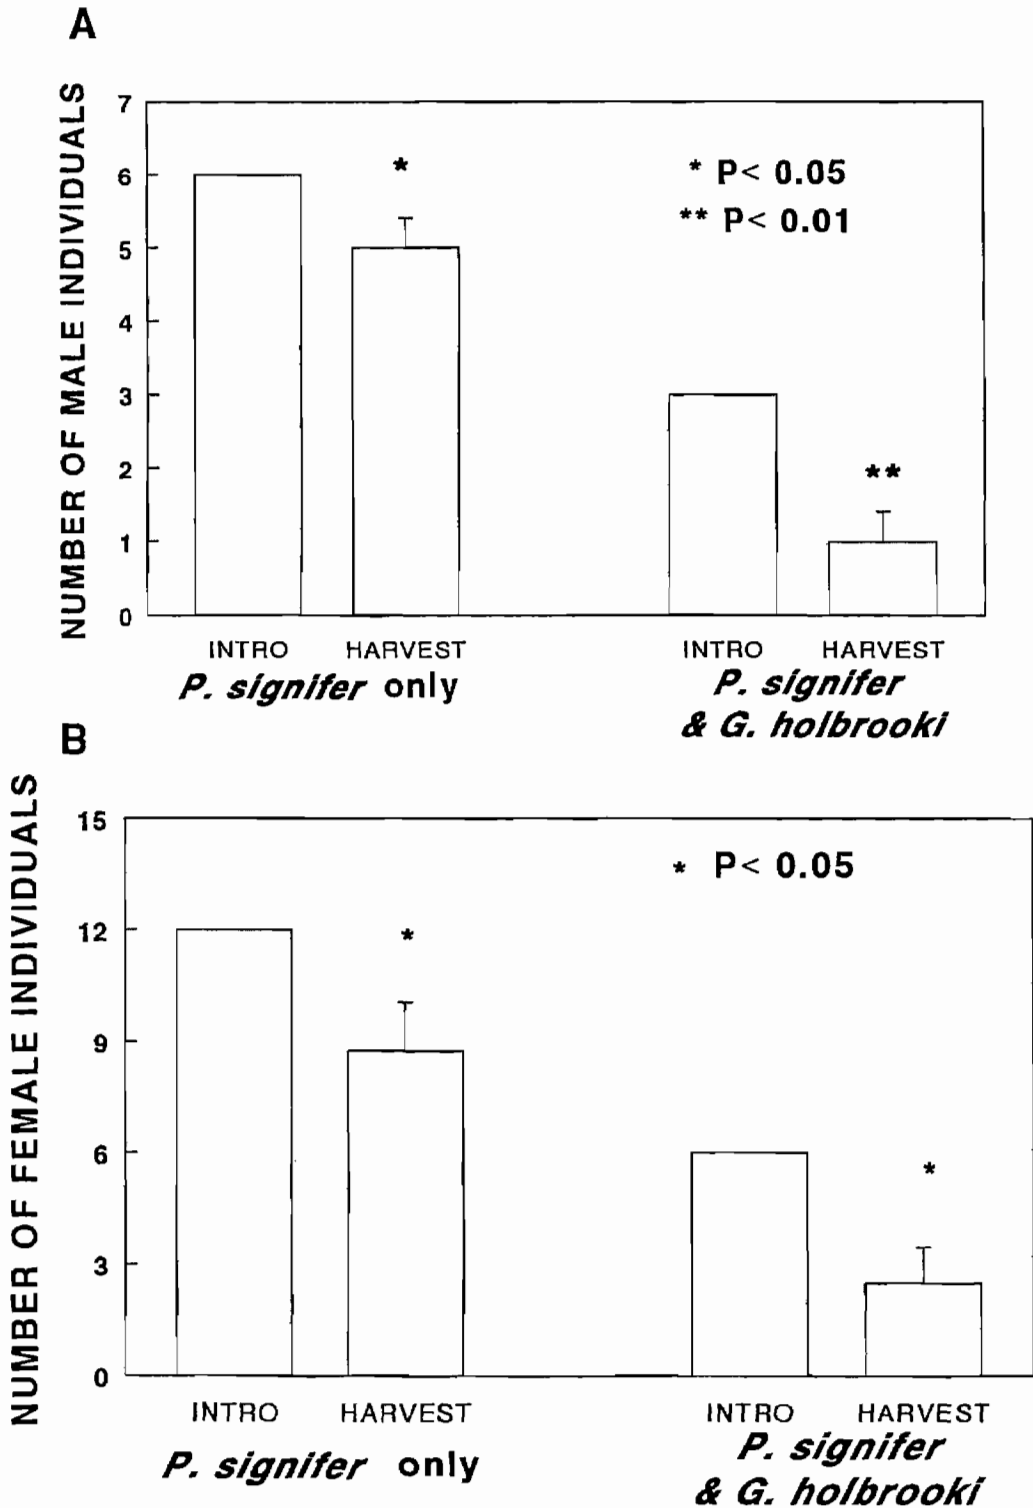 A
NUMBER OF MALE INDIVIDUALS
7
6
5
4
3
2
1
0
*
* P< 0.05
** P< 0.01
**
INTRO HARVEST INTRO HARVEST
P. signifer only P. signifer
& G. holbrooki
B
NUMBER OF FEMALE INDIVIDUALS
15
12
9
6
3
0
* P< 0.05
*
*
INTRO HARVEST INTRO HARVEST
P. signifer only P. signifer
& G. holbrooki